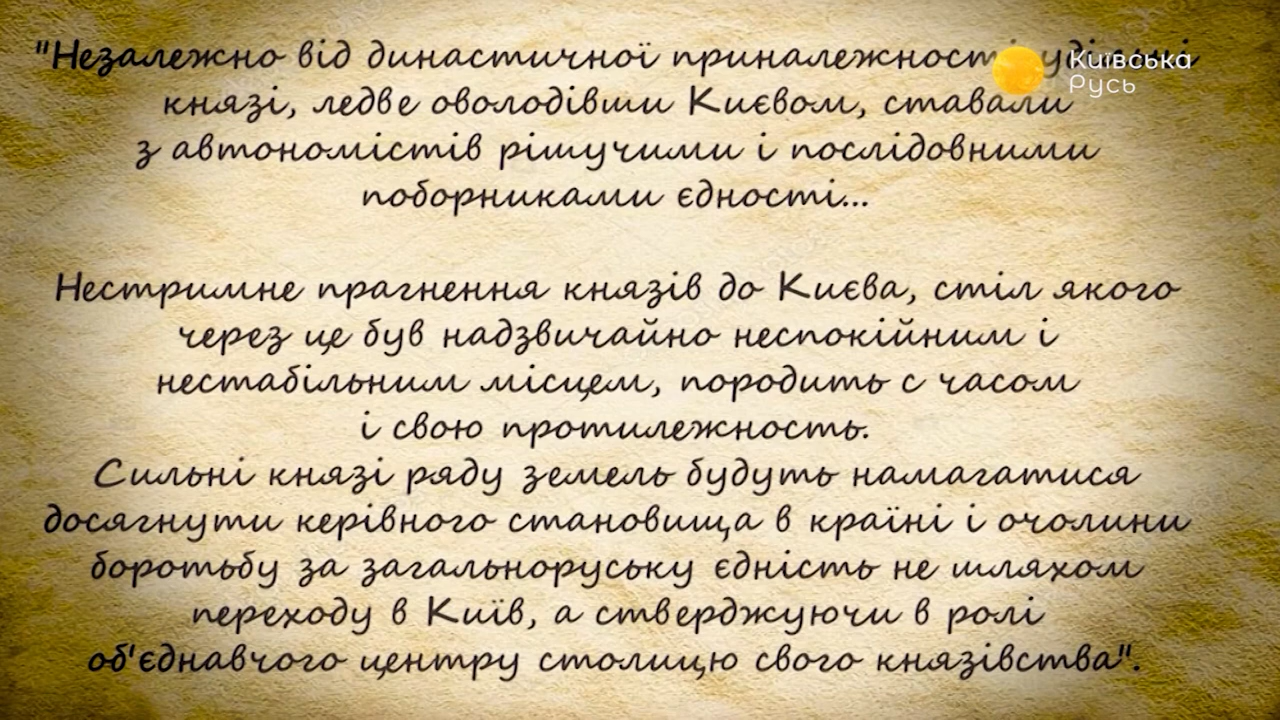 "Незалежно від династичної приналежності удільні
князі, ледве оволодівши Києвом, ставали
з автономістів рішучими і послідовними
поборниками єдності...
Нестримне прагнення князів до Києва, стіл якого
через це був надзвичайно неспокійним і
нестабільним місцем, породить с часом
і свою протилежность.
Сильні князі ряду земель будуть намагатися
досягнути керівного становища в країні і очолини
боротьбу за загальноруську єдність не шляхом
переходу в Київ, а стверджуючи в ролі
об'єднавчого центру столицю свого князівства".
Київська
Русь